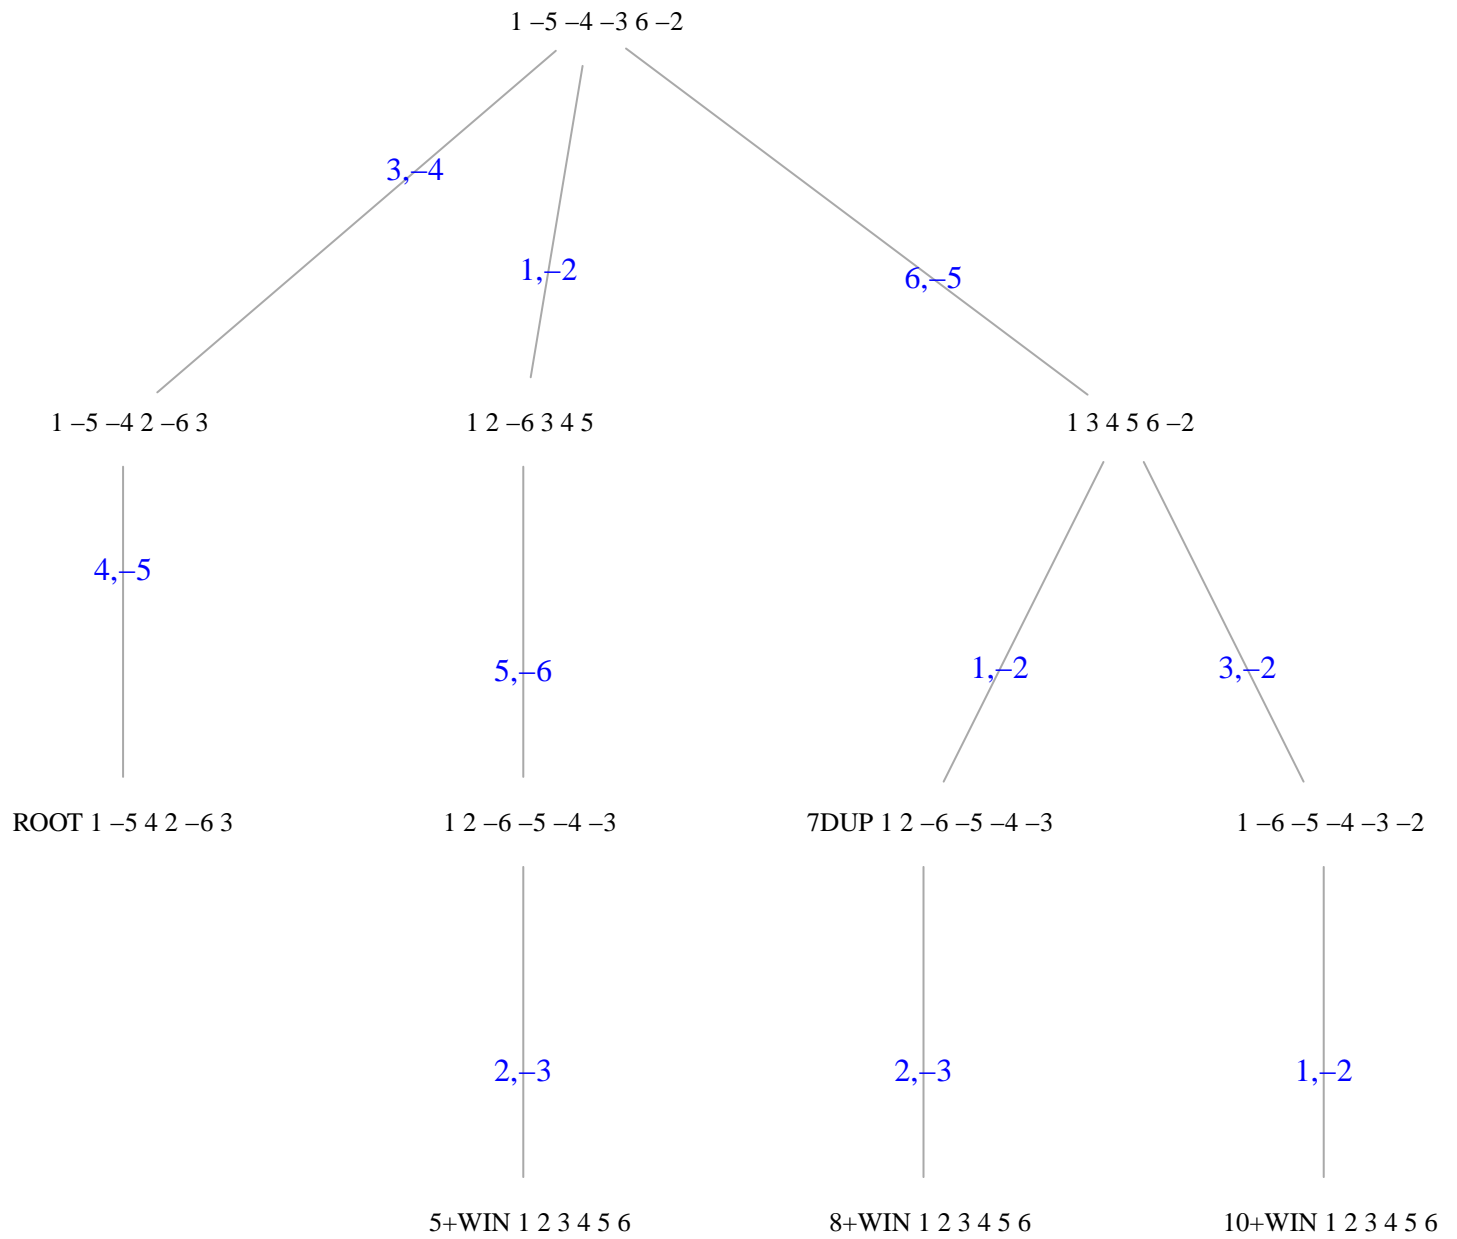 1 –5 –4 –3 6 –2
3,–4
1,–2
6,–5
1 –5 –4 2 –6 3
1 2 –6 3 4 5
1 3 4 5 6 –2
4,–5
5,–6
1,–2
3,–2
ROOT 1 –5 4 2 –6 3
1 2 –6 –5 –4 –3
7DUP 1 2 –6 –5 –4 –3
1 –6 –5 –4 –3 –2
2,–3
2,–3
1,–2
5+WIN 1 2 3 4 5 6
8+WIN 1 2 3 4 5 6
10+WIN 1 2 3 4 5 6